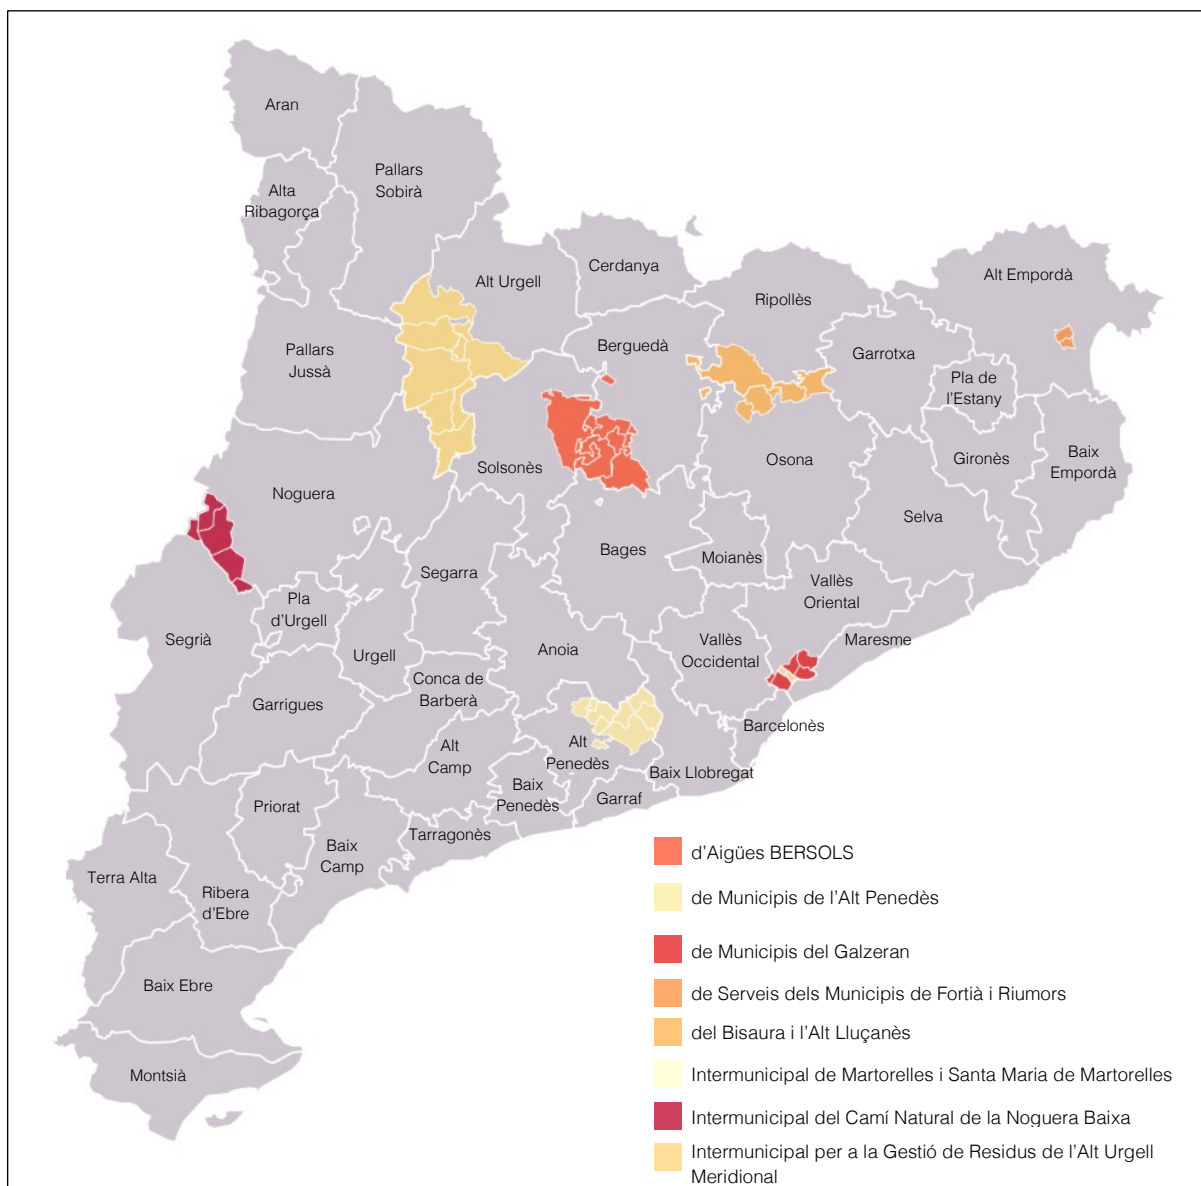 Aran
Pallars
Sobirà
Alta
Ribagorça
Cerdanya
Alt Urgell
Ripollès
Alt Empordà
Berguedà
Garrotxa
Pallars
Jussà
Pla de
l'Estany
Solsonès
Osona
Gironès
Baix
Empordà
Noguera
Selva
Bages
Moianès
Segarra
Vallès
Oriental
Pla
d'Urgell
Segrià
Urgell
Anoia
Vallès
Occidental
Maresme
Conca de
Barberà
Garrigues
Barcelonès
Alt
Camp
Alt
Penedès
Baix Llobregat
Baix
Penedès
Garraf
Priorat
Tarragonès
Baix
Camp
Terra Alta
Ribera
d'Ebre
Baix Ebre
Montsià
d'Aigües BERSOLS
de Municipis de l'Alt Penedès
de Municipis del Galzeran
de Serveis dels Municipis de Fortià i Riumors
del Bisaura i l'Alt Lluçanès
Intermunicipal de Martorelles i Santa Maria de Martorelles
Intermunicipal del Camí Natural de la Noguera Baixa
Intermunicipal per a la Gestió de Residus de l'Alt Urgell
Meridional